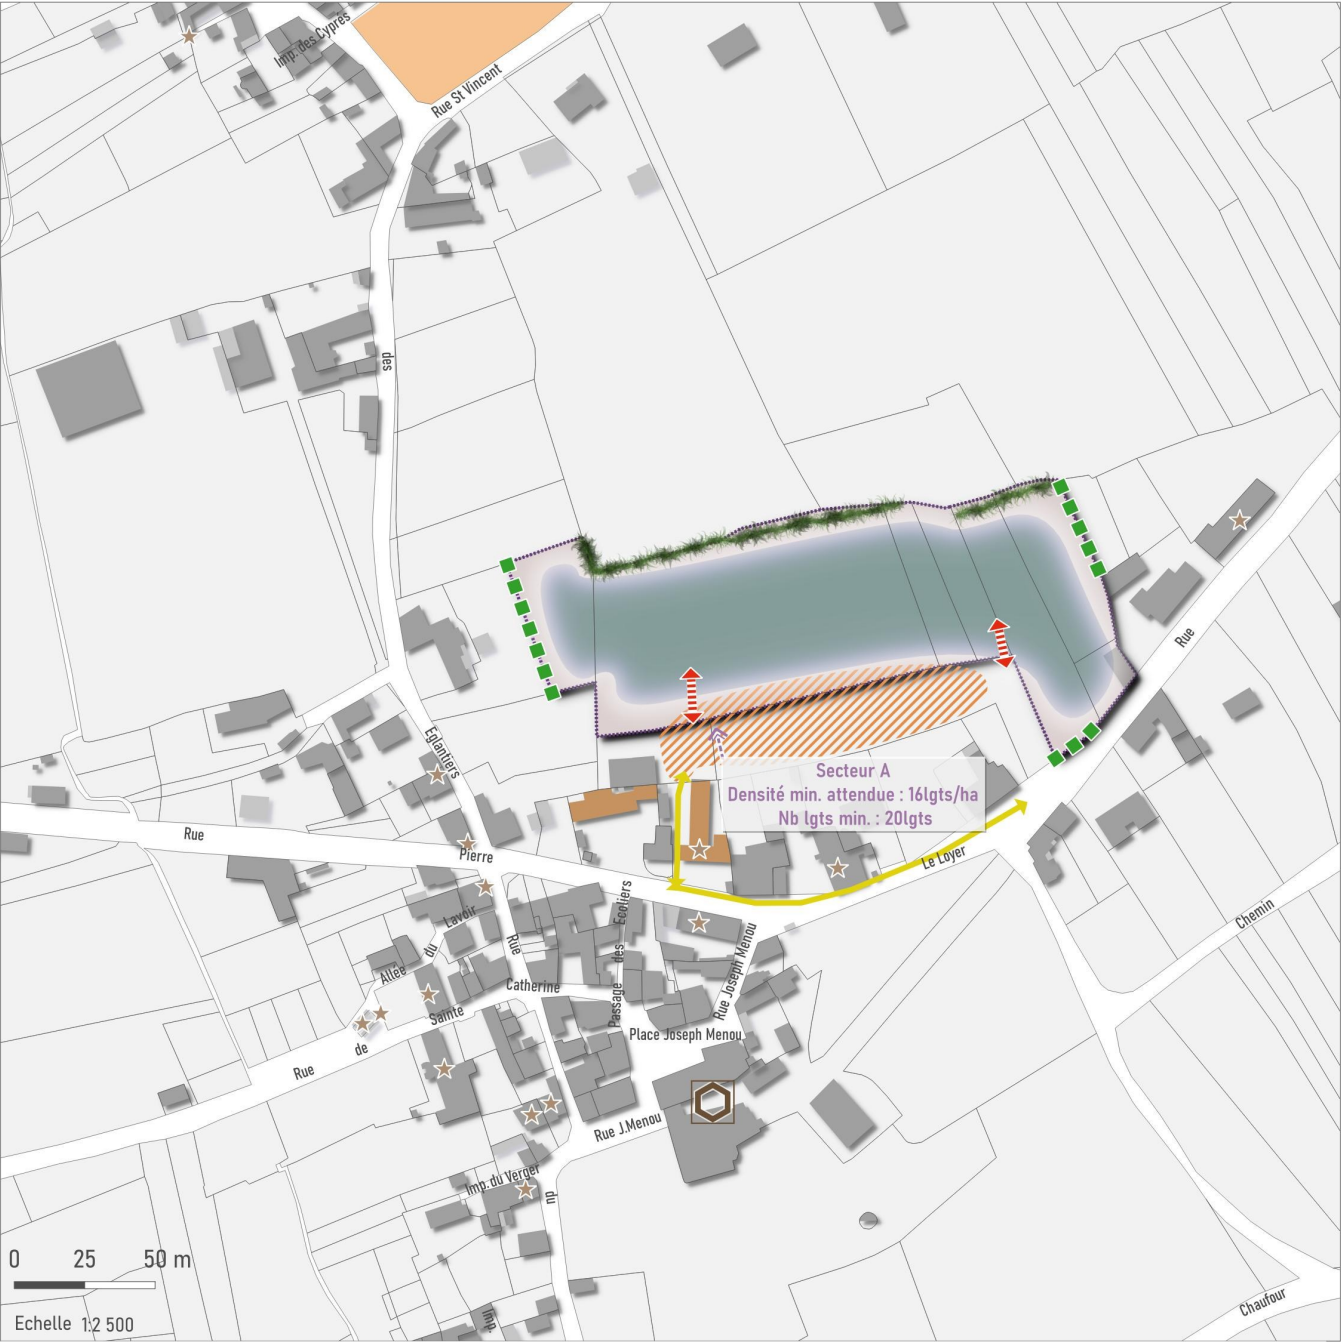 Imp. des Cyprés
Rue St Vincent
des
Rue
Eglantiers
Secteur A
Densité min. attendue : 16lgts/ha
Nb lgts min. : 20lgts
Rue
Pierre
Le Loyer
Lavoir
du
Allée
Rue
Ecoliers
des
Passage
Rue Joseph Menou
Chemin
Catherine
Sainte
de
Rue
Place Joseph Menou
Rue J.Menou
Imp. du Verger
du
0 25 50 m
Echelle 1:2 500
Imp.
Chaufour